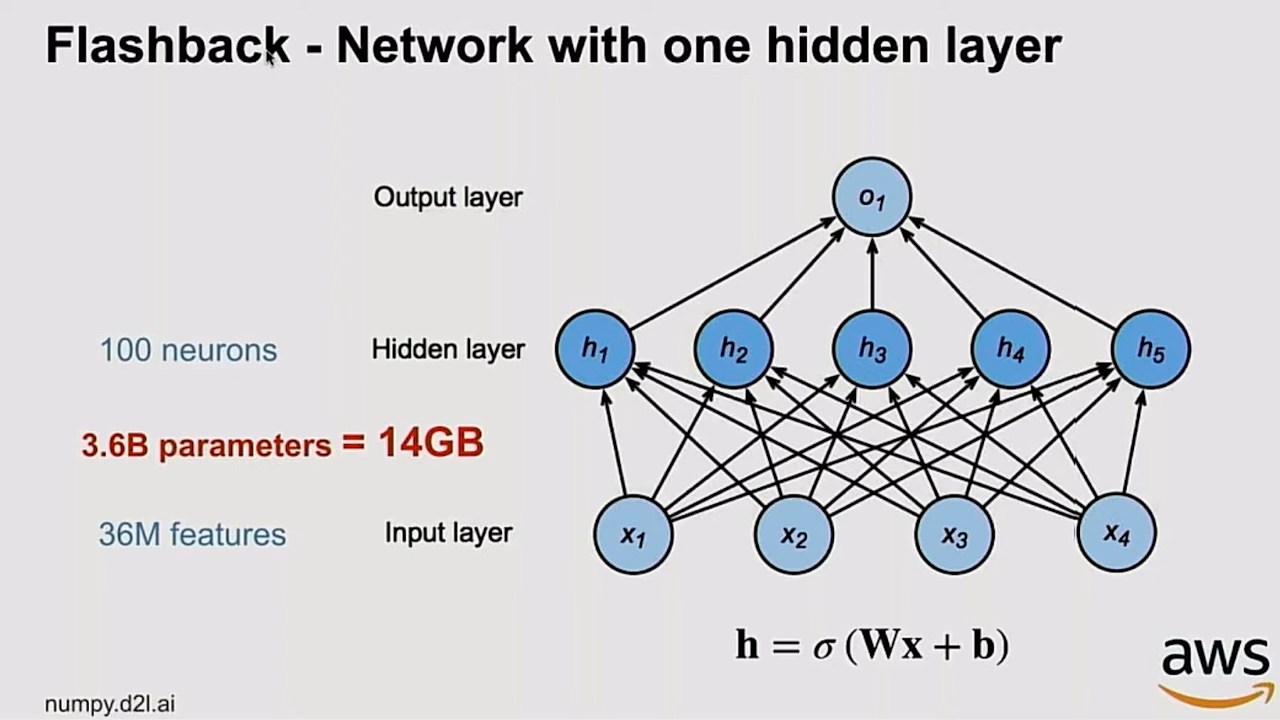 Flashback - Network with one hidden layer
Output layer
o1
100 neurons
Hidden layer
h1 h2 h3 h4 h5
3.6B parameters = 14GB
36M features
Input layer
x1 x2 x3 x4
h = σ (Wx + b)
aws
numpy.d2l.ai